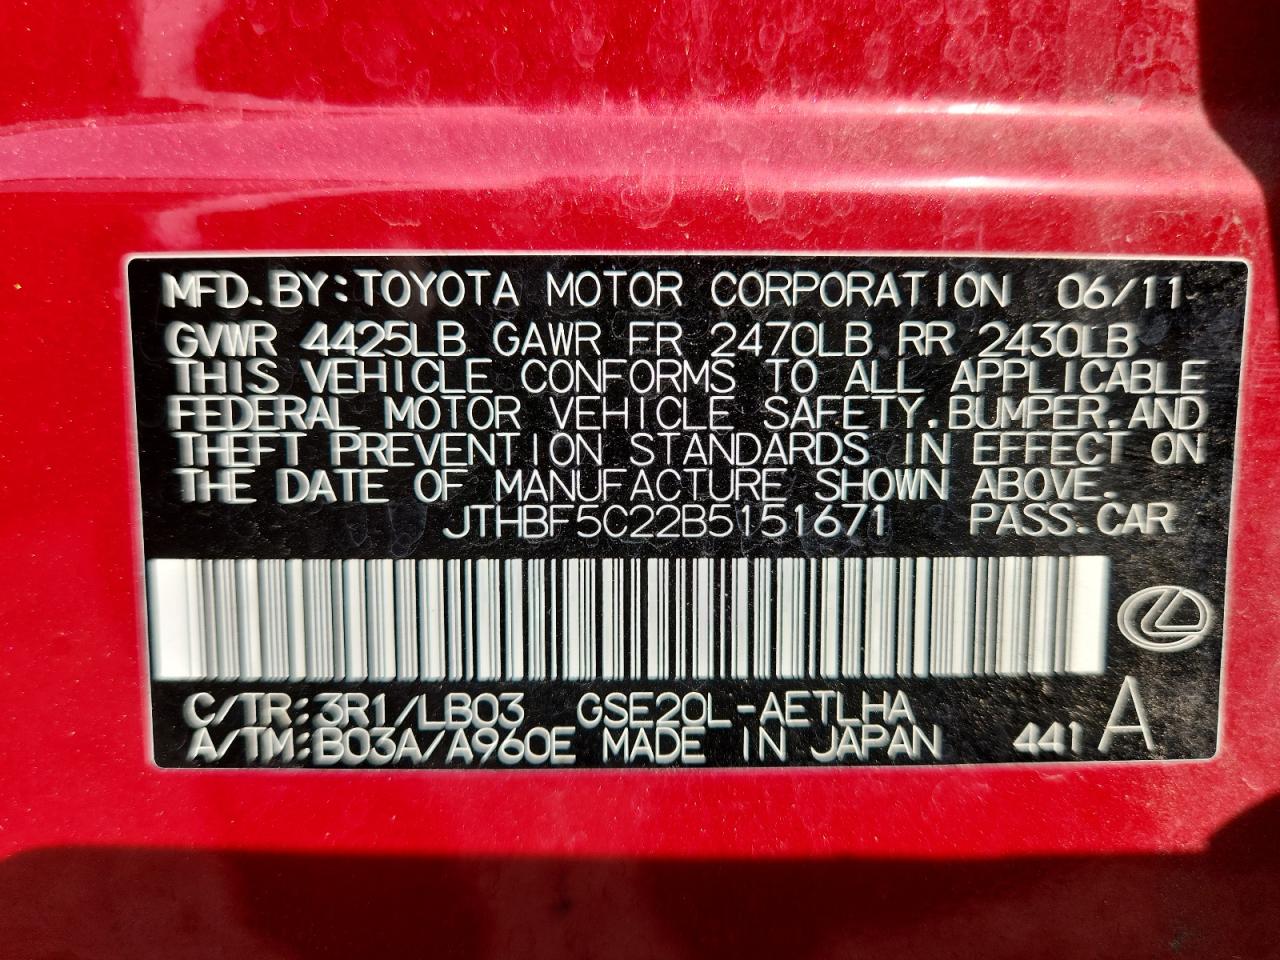 MFD.BY:TOYOTA MOTOR CORPORATION 06/11
GVWR 4425LB GAWR FR 2470LB RR 2430LB
THIS VEHICLE CONFORMS TO ALL APPLICABLE
FEDERAL MOTOR VEHICLE SAFETY,BUMPER,AND
THEFT PREVENTION STANDARDS IN EFFECT ON
THE DATE OF MANUFACTURE SHOWN ABOVE.
JTHBF5C22B5151671 PASS.CAR
C/TR:3R1/LB03 GSE20L-AETLHA
A/TM:B03A/A960E MADE IN JAPAN 441 A